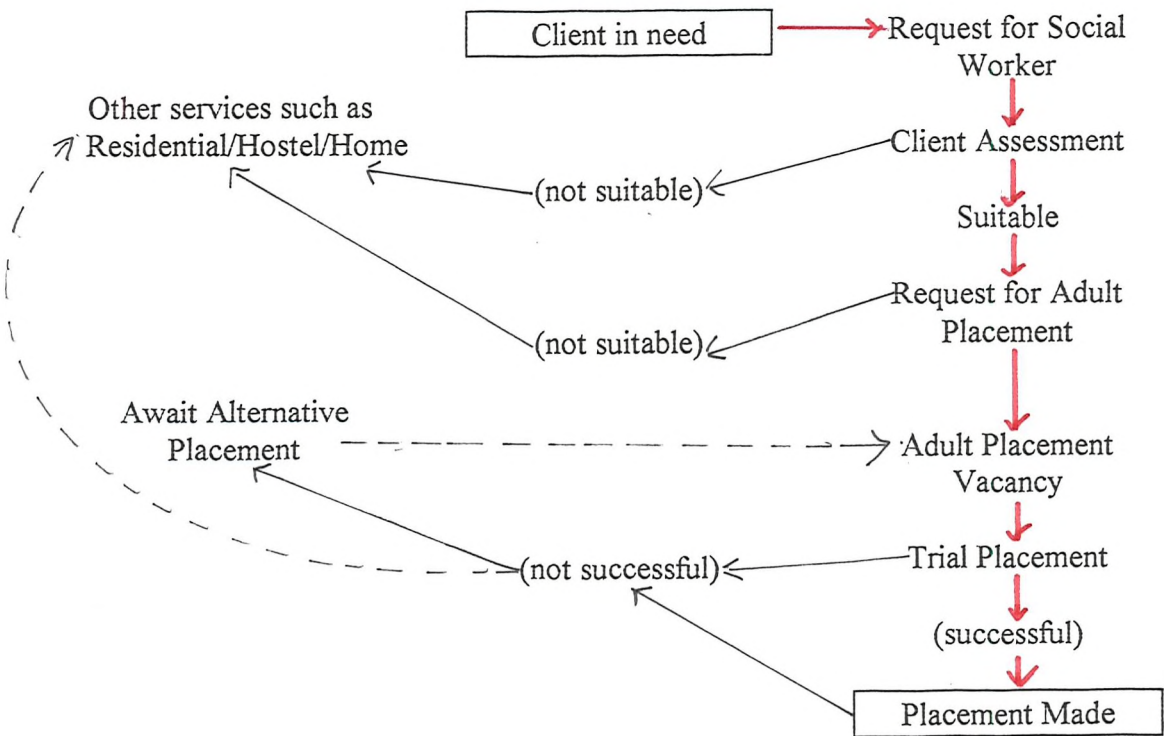 Client in need
Request for Social
Worker
Other services such as
Residential/Hostel/Home
Client Assessment
(not suitable)
Suitable
Request for Adult
Placement
(not suitable)
Await Alternative
Placement
Adult Placement
Vacancy
Trial Placement
(not successful)
(successful)
Placement Made